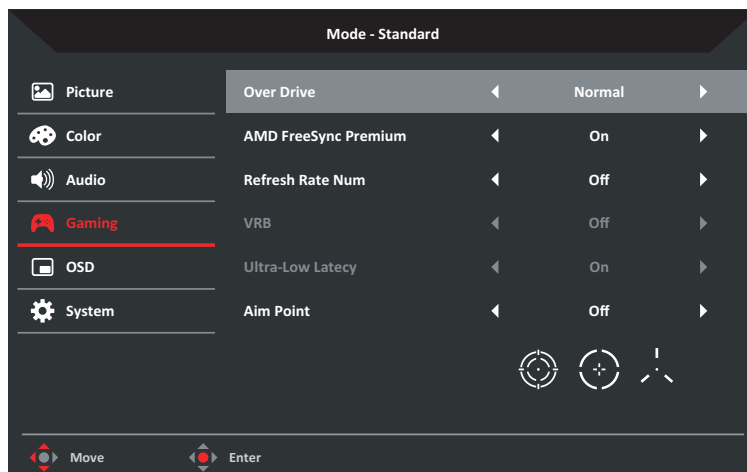 Mode - Standard
Picture
Over Drive Normal
Color
AMD FreeSync Premium On
Audio
Refresh Rate Num Off
Gaming
VRB Off
OSD
Ultra-Low Latecy On
System
Aim Point Off
Move Enter